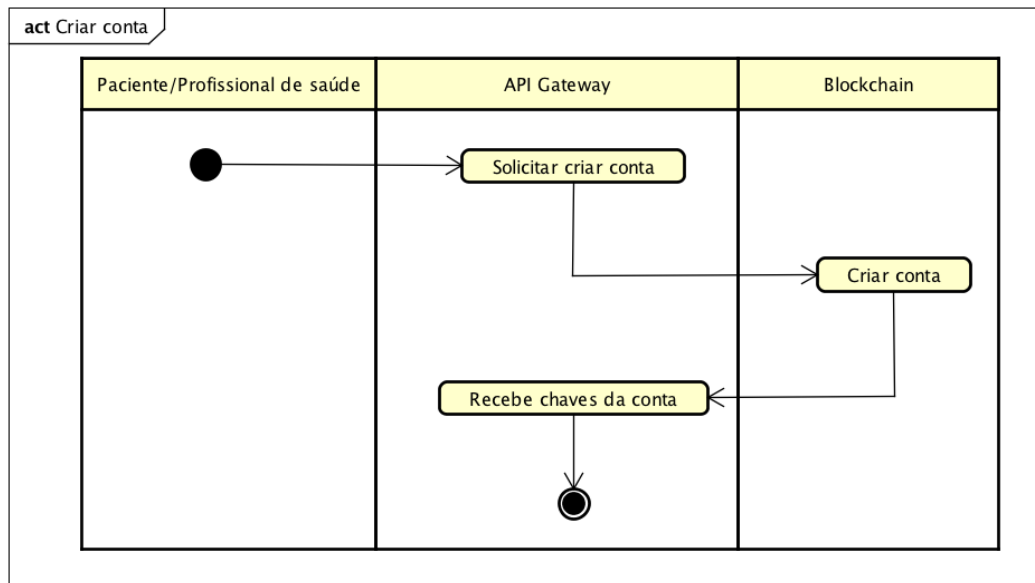 act Criar conta
Paciente/Profissional de saúde
API Gateway
Blockchain
Solicitar criar conta
Criar conta
Recebe chaves da conta